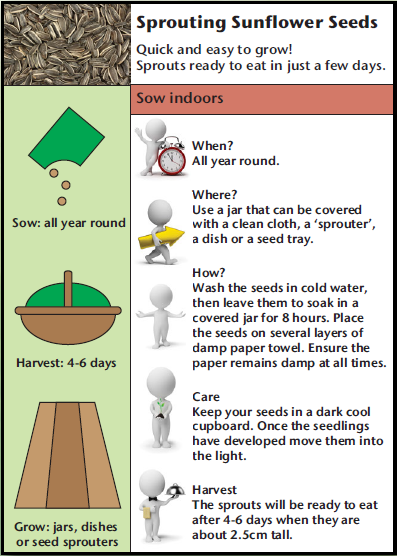 Sprouting Sunflower Seeds
Quick and easy to grow!
Sprouts ready to eat in just a few days.
Sow indoors
When?
All year round.
Where?
Use a jar that can be covered
with a clean cloth, a ‘sprouter’,
a dish or a seed tray.
How?
Wash the seeds in cold water,
then leave them to soak in a
covered jar for 8 hours. Place
the seeds on several layers of
damp paper towel. Ensure the
paper remains damp at all times.
Care
Keep your seeds in a dark cool
cupboard. Once the seedlings
have developed move them into
the light.
Harvest
The sprouts will be ready to eat
after 4-6 days when they are
about 2.5cm tall.
Sow: all year round
Harvest: 4-6 days
Grow: jars, dishes
or seed sprouters